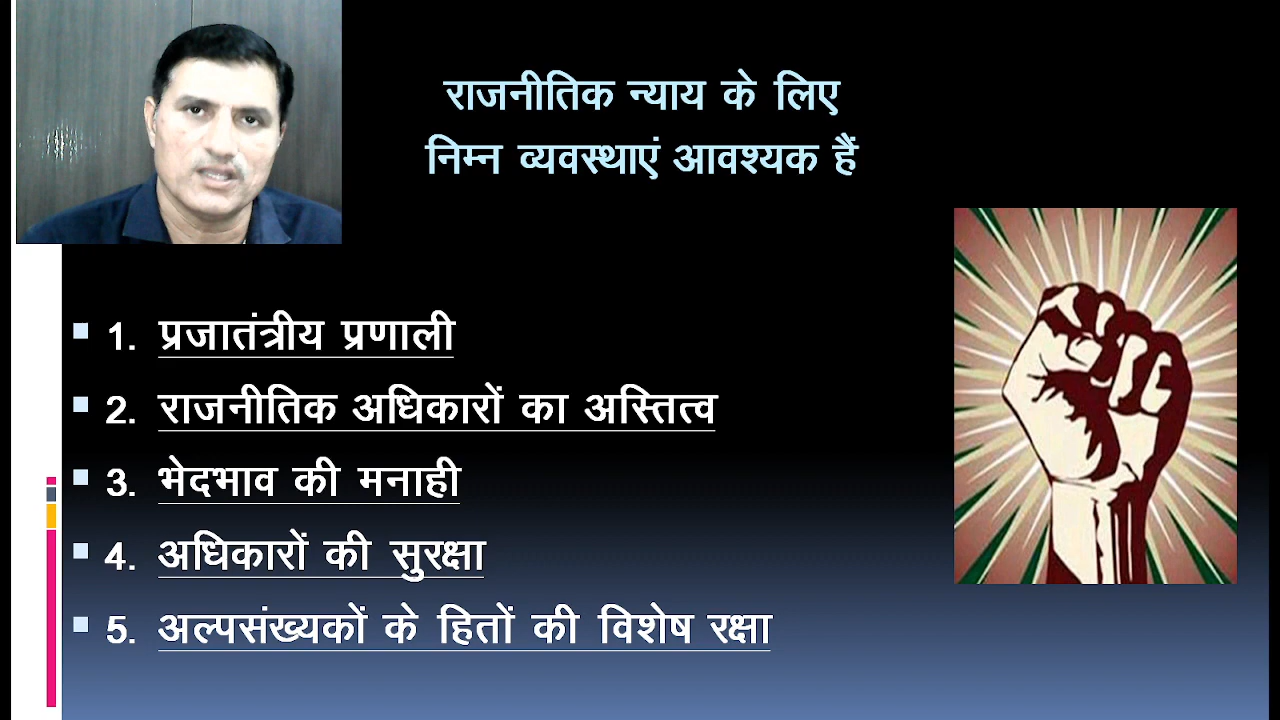 राजनीतिक न्याय के लिए
निम्न व्यवस्थाएं आवश्यक हैं
1. प्रजातंत्रीय प्रणाली
2. राजनीतिक अधिकारों का अस्तित्व
3. भेदभाव की मनाही
4. अधिकारों की सुरक्षा
5. अल्पसंख्यकों के हितों की विशेष रक्षा